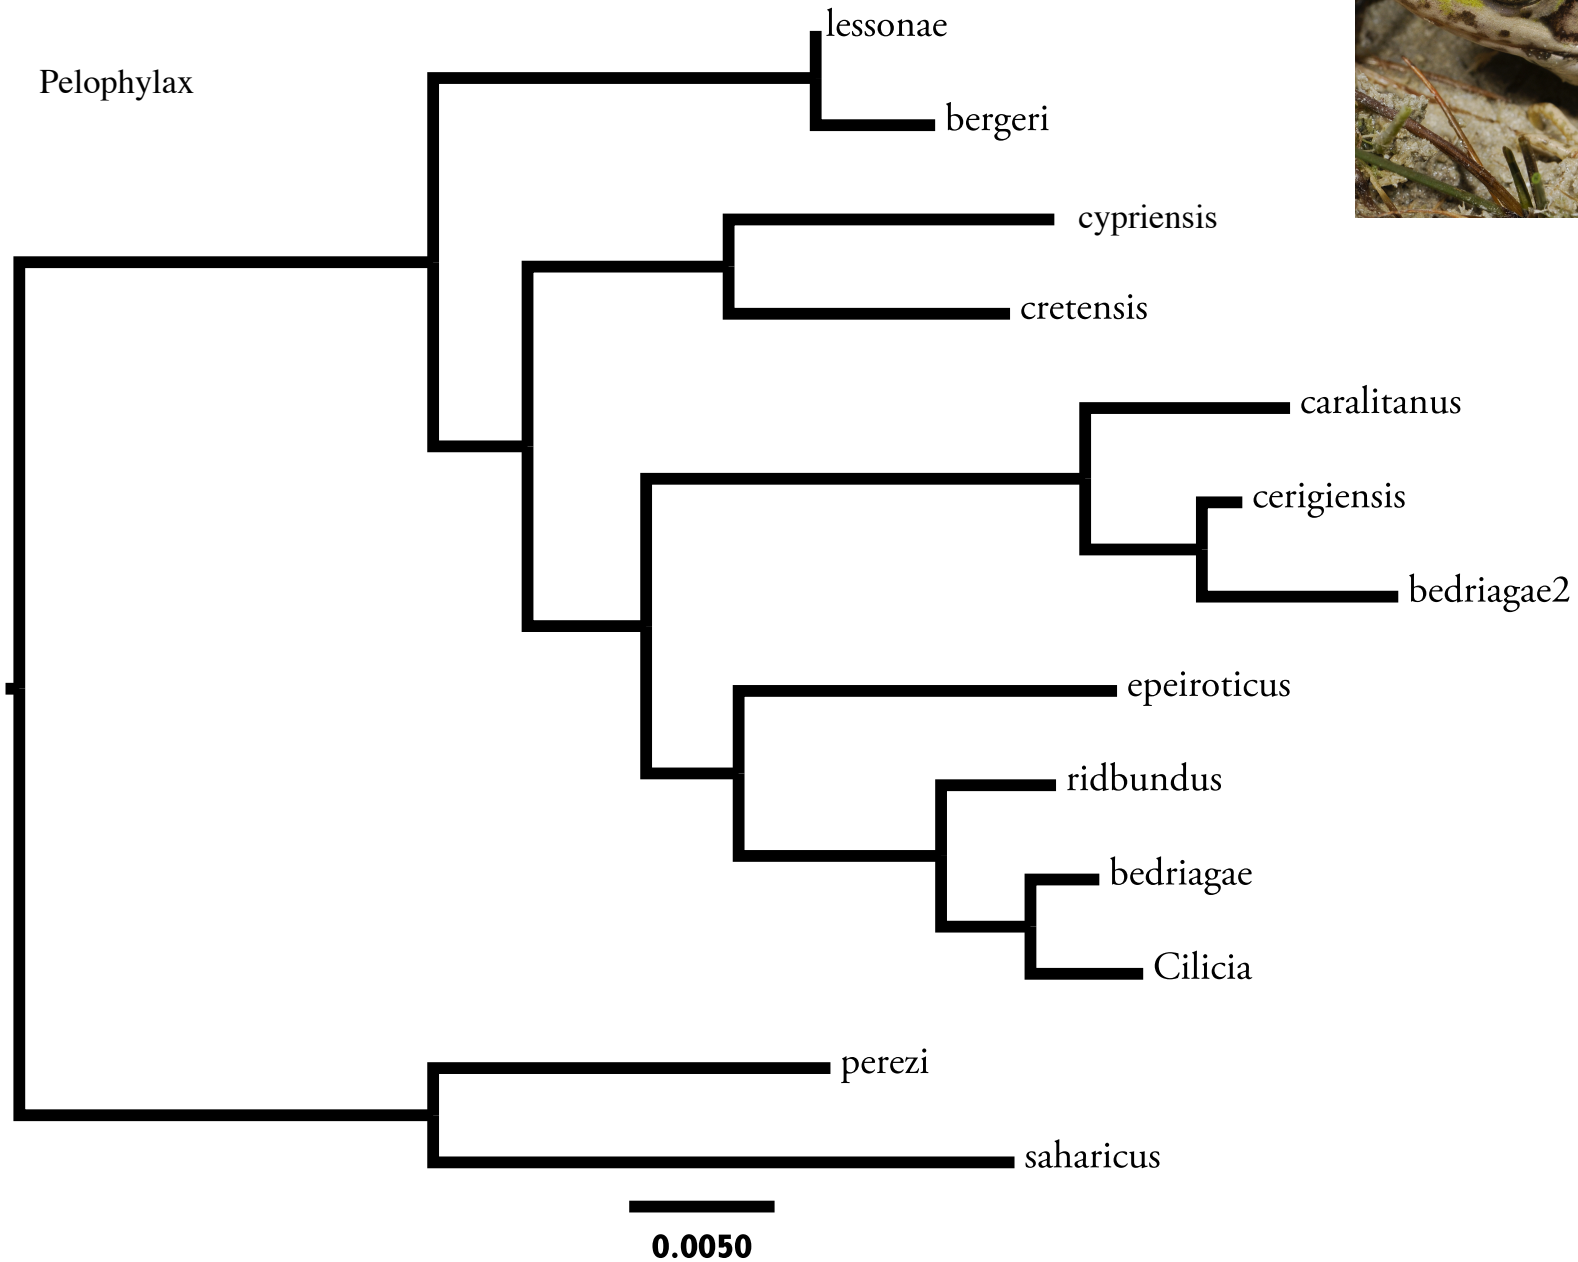 lessonae
Pelophylax
bergeri
cypriensis
cretensis
caralitanus
cerigiensis
bedriagae2
epeiroticus
ridbundus
bedriagae
Cilicia
perezi
saharicus
0.0050